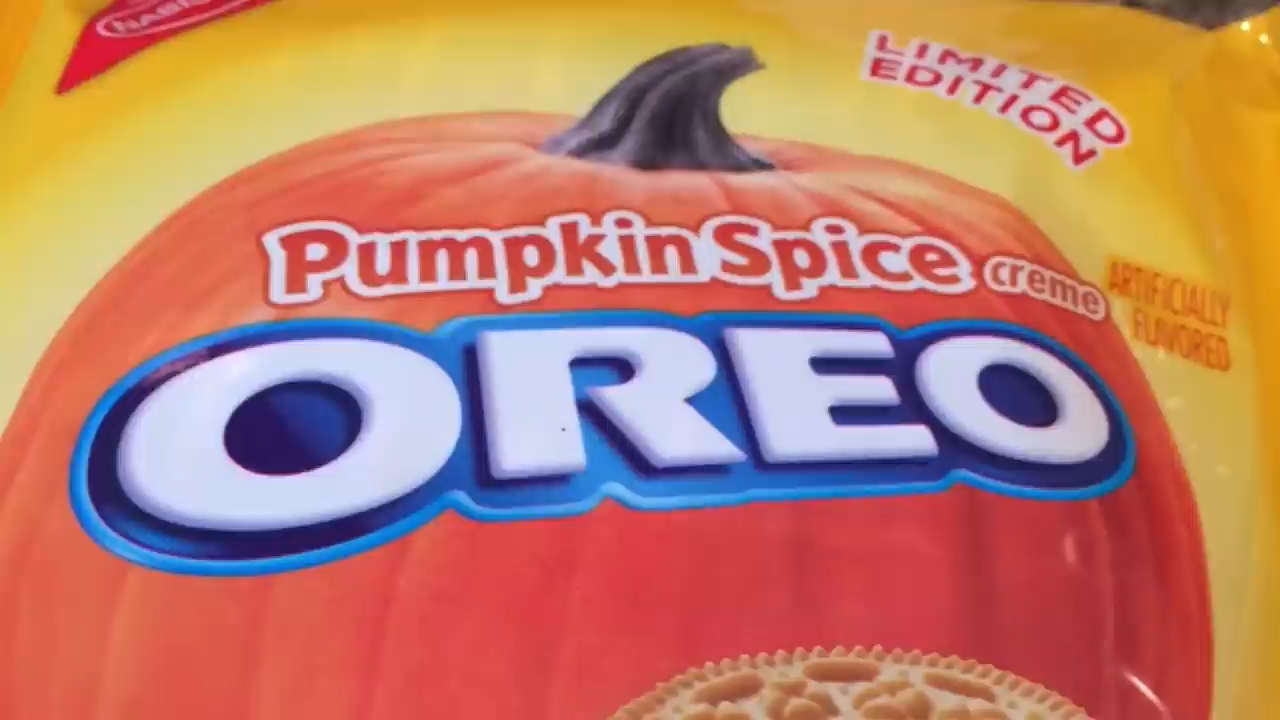 LIMITED
EDITION
Pumpkin Spice creme
ARTIFICIALLY
FLAVORED
OREO